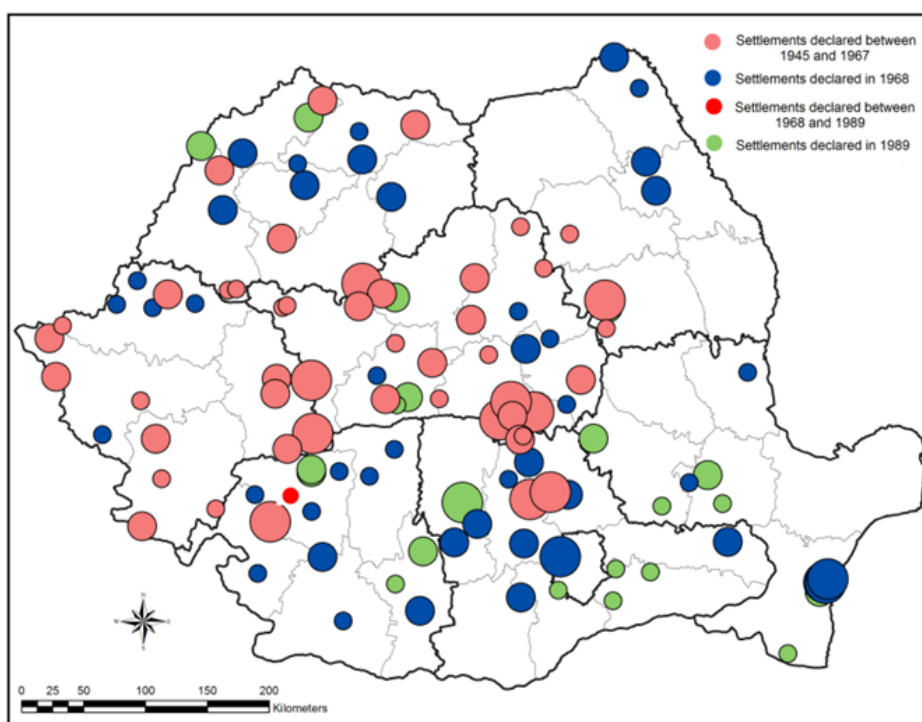 Settlements declared between
1945 and 1967
Settlements declared in 1968
Settlements declared between
1968 and 1989
Settlements declared in 1989
N
0 25 50 100 150 200
Kilometers